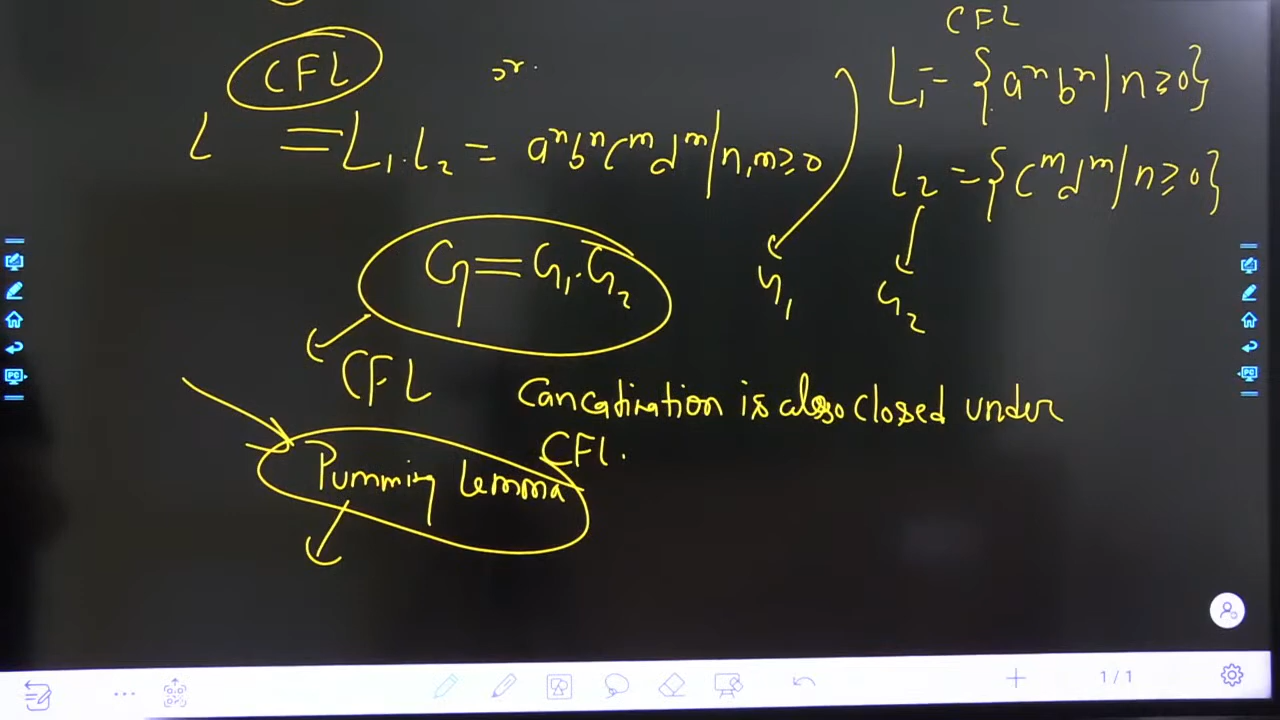 CFL
CFL or. L₁= {aⁿbⁿ|n≥0}
L = L₁.L₂ = aⁿbⁿcᵐdᵐ|n,m≥0
L₂ = {cᵐdᵐ|n≥0}
G = G₁.G₂
G₁ G₂
CFL
Cancatination is also closed under
CFL.
Pumming Lemma
1/1